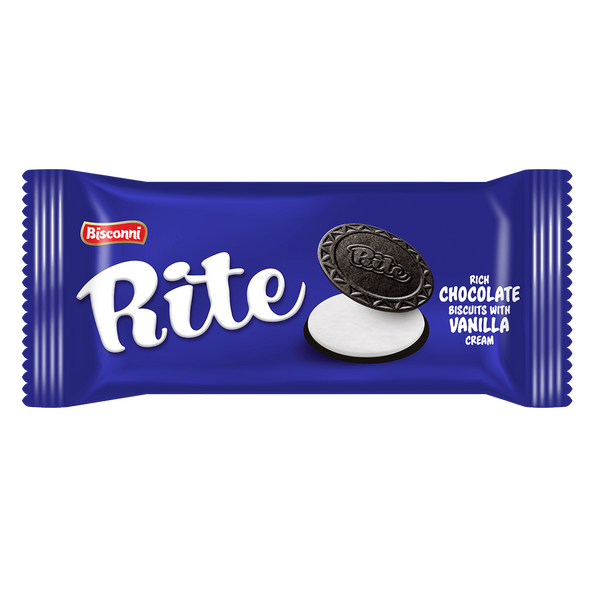 Bisconni
Rite
Rite
RICH
CHOCOLATE
BISCUITS WITH
VANILLA
CREAM